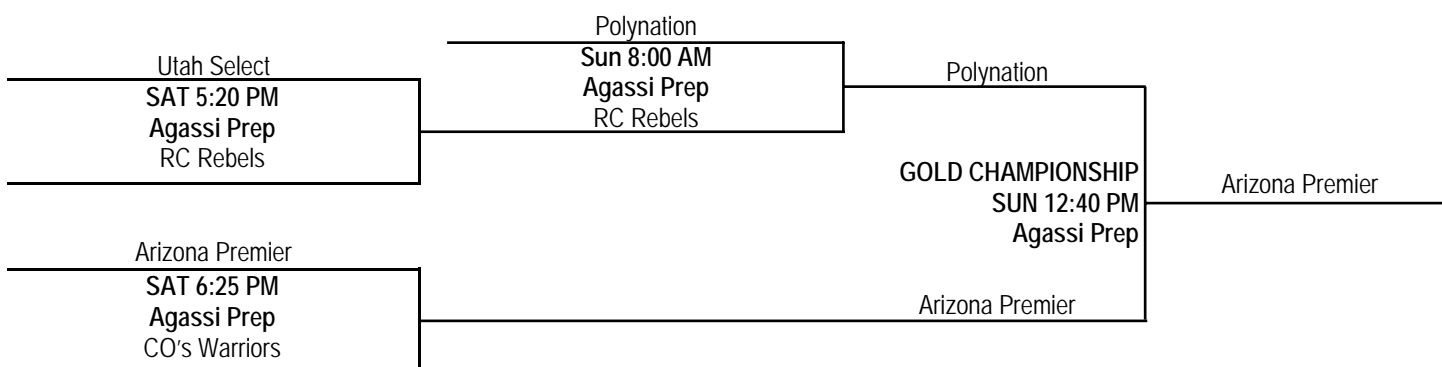 Polynation
Sun 8:00 AM
Agassi Prep
RC Rebels
Utah Select
SAT 5:20 PM
Agassi Prep
RC Rebels
Polynation
GOLD CHAMPIONSHIP
SUN 12:40 PM
Agassi Prep
Arizona Premier
Arizona Premier
SAT 6:25 PM
Agassi Prep
CO's Warriors
Arizona Premier